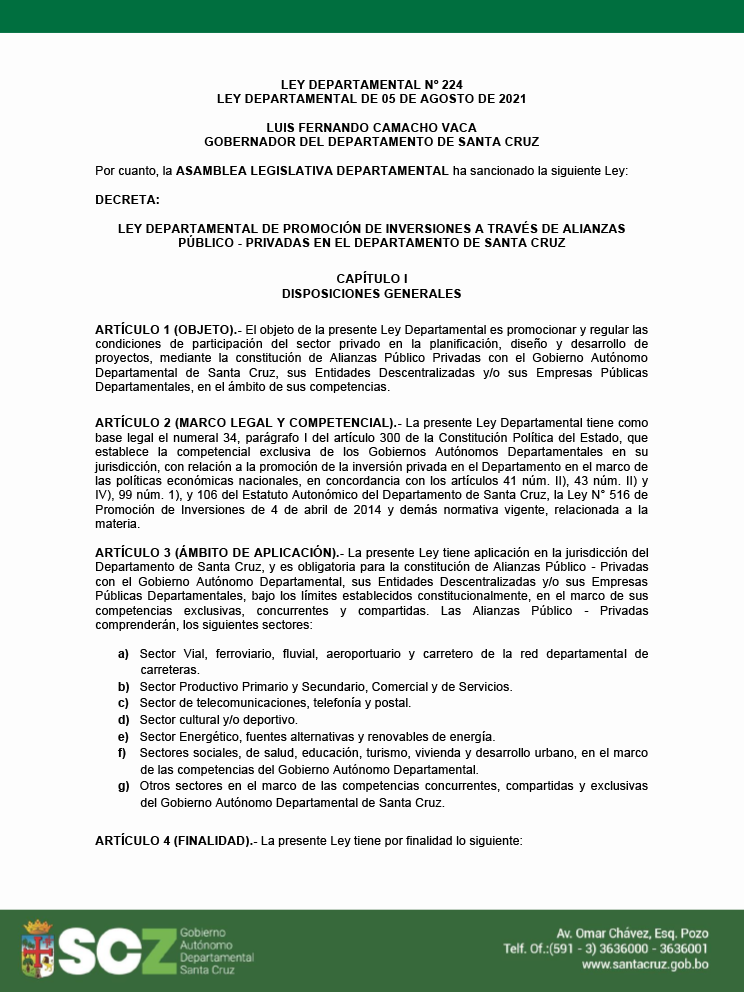 LEY DEPARTAMENTAL Nº 224
LEY DEPARTAMENTAL DE 05 DE AGOSTO DE 2021
LUIS FERNANDO CAMACHO VACA
GOBERNADOR DEL DEPARTAMENTO DE SANTA CRUZ
Por cuanto, la ASAMBLEA LEGISLATIVA DEPARTAMENTAL ha sancionado la siguiente Ley:
DECRETA:
LEY DEPARTAMENTAL DE PROMOCIÓN DE INVERSIONES A TRAVÉS DE ALIANZAS
PÚBLICO - PRIVADAS EN EL DEPARTAMENTO DE SANTA CRUZ
CAPÍTULO I
DISPOSICIONES GENERALES
ARTÍCULO 1 (OBJETO).- El objeto de la presente Ley Departamental es promocionar y regular las
condiciones de participación del sector privado en la planificación, diseño y desarrollo de
proyectos, mediante la constitución de Alianzas Público Privadas con el Gobierno Autónomo
Departamental de Santa Cruz, sus Entidades Descentralizadas y/o sus Empresas Públicas
Departamentales, en el ámbito de sus competencias.
ARTÍCULO 2 (MARCO LEGAL Y COMPETENCIAL).- La presente Ley Departamental tiene como
base legal el numeral 34, parágrafo I del artículo 300 de la Constitución Política del Estado, que
establece la competencial exclusiva de los Gobiernos Autónomos Departamentales en su
jurisdicción, con relación a la promoción de la inversión privada en el Departamento en el marco de
las políticas económicas nacionales, en concordancia con los artículos 41 núm. II), 43 núm. II) y
IV), 99 núm. 1), y 106 del Estatuto Autonómico del Departamento de Santa Cruz, la Ley N° 516 de
Promoción de Inversiones de 4 de abril de 2014 y demás normativa vigente, relacionada a la
materia.
ARTÍCULO 3 (ÁMBITO DE APLICACIÓN).- La presente Ley tiene aplicación en la jurisdicción del
Departamento de Santa Cruz, y es obligatoria para la constitución de Alianzas Público - Privadas
con el Gobierno Autónomo Departamental, sus Entidades Descentralizadas y/o sus Empresas
Públicas Departamentales, bajo los límites establecidos constitucionalmente, en el marco de sus
competencias exclusivas, concurrentes y compartidas. Las Alianzas Público - Privadas
comprenderán, los siguientes sectores:
a) Sector Vial, ferroviario, fluvial, aeroportuario y carretero de la red departamental de
carreteras.
b) Sector Productivo Primario y Secundario, Comercial y de Servicios.
c) Sector de telecomunicaciones, telefonía y postal.
d) Sector cultural y/o deportivo.
e) Sector Energético, fuentes alternativas y renovables de energía.
f) Sectores sociales, de salud, educación, turismo, vivienda y desarrollo urbano, en el marco
de las competencias del Gobierno Autónomo Departamental.
g) Otros sectores en el marco de las competencias concurrentes, compartidas y exclusivas
del Gobierno Autónomo Departamental de Santa Cruz.
ARTÍCULO 4 (FINALIDAD).- La presente Ley tiene por finalidad lo siguiente:
SCZ
Gobierno
Autónomo
Departamental
Santa Cruz
Av. Omar Chávez, Esq. Pozo
Telf. Of.:(591 - 3) 3636000 - 3636001
www.santacruz.gob.bo